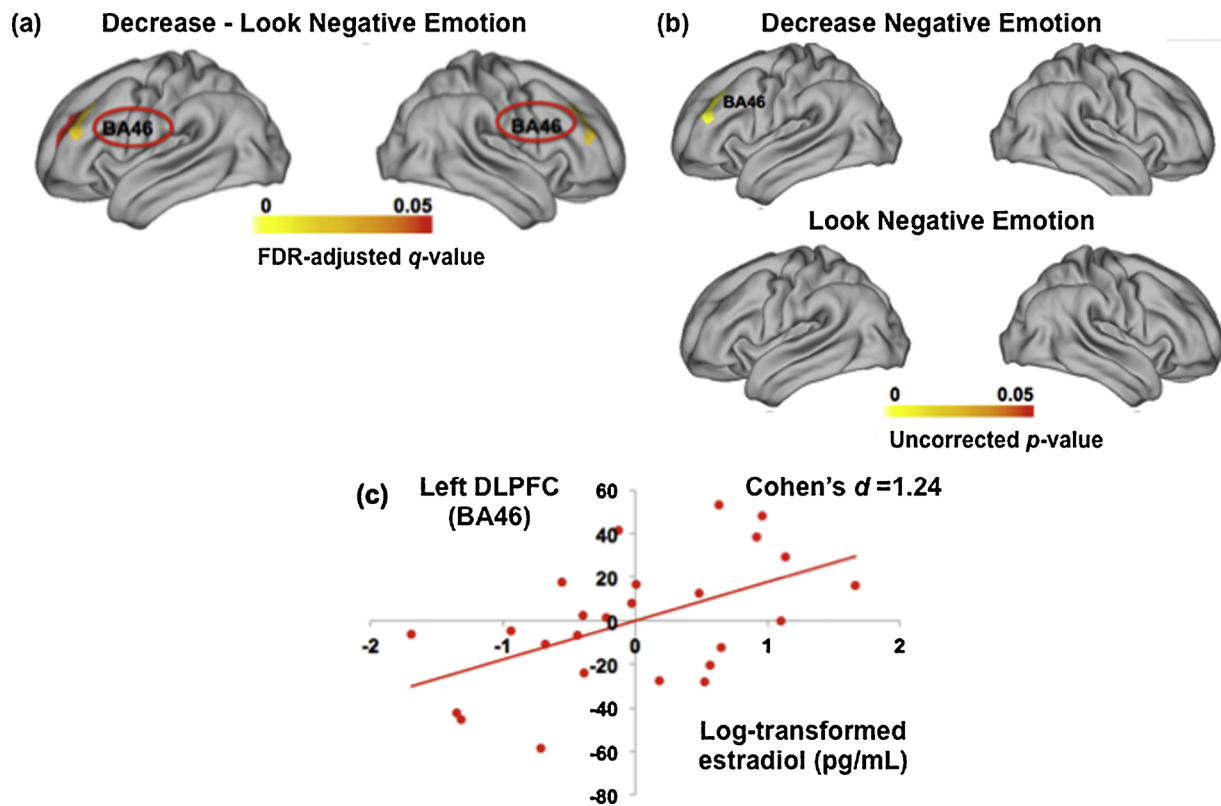 (a) Decrease - Look Negative Emotion
BA46
BA46
0 0.05
FDR-adjusted q-value
(b) Decrease Negative Emotion
BA46
Look Negative Emotion
0 0.05
Uncorrected p-value
(c) Left DLPFC
(BA46)
Cohen's d =1.24
60
40
20
0
-2 -1 0 1 2
-20
-40
-60
-80
Log-transformed
estradiol (pg/mL)